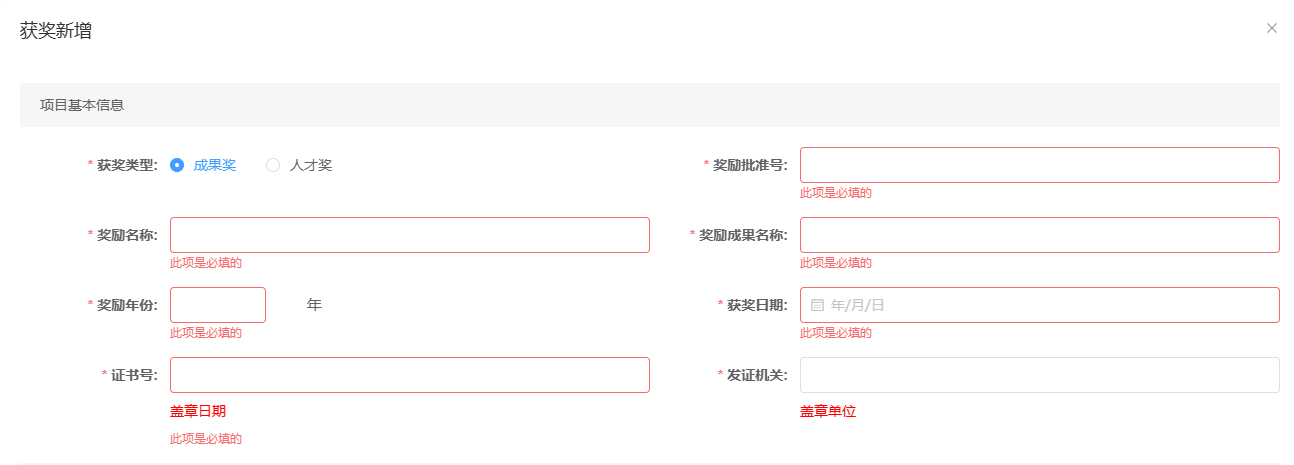 获奖新增
项目基本信息
* 获奖类型: 成果奖 人才奖 * 奖励批准号:
此项是必填的
* 奖励名称: * 奖励成果名称:
此项是必填的 此项是必填的
* 奖励年份: 年 * 获奖日期: 年/月/日
此项是必填的 此项是必填的
* 证书号: * 发证机关:
盖章日期 盖章单位
此项是必填的